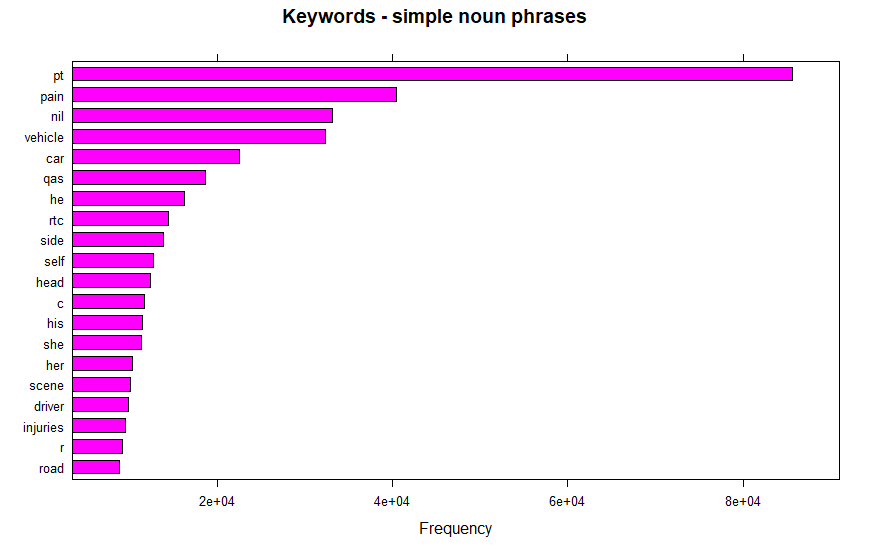 Keywords - simple noun phrases
pt
pain
nil
vehicle
car
qas
he
rtc
side
self
head
c
his
she
her
scene
driver
injuries
r
road
2e+04 4e+04 6e+04 8e+04
Frequency